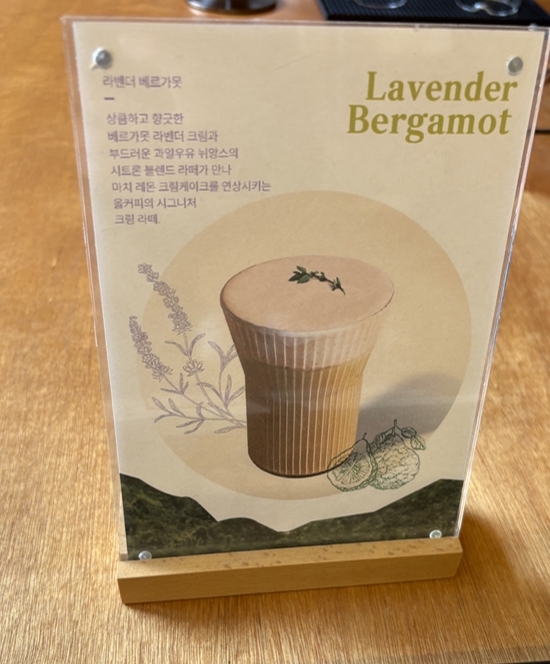 라벤더 베르가못
Lavender
Bergamot
상큼하고 향긋한
베르가못 라벤더 크림과
부드러운 과일우유 뉘앙스의
시트론 블렌드 라떼가 만나
마치 레몬 크림케이크를 연상시키는
올커피의 시그니처
크림 라떼.